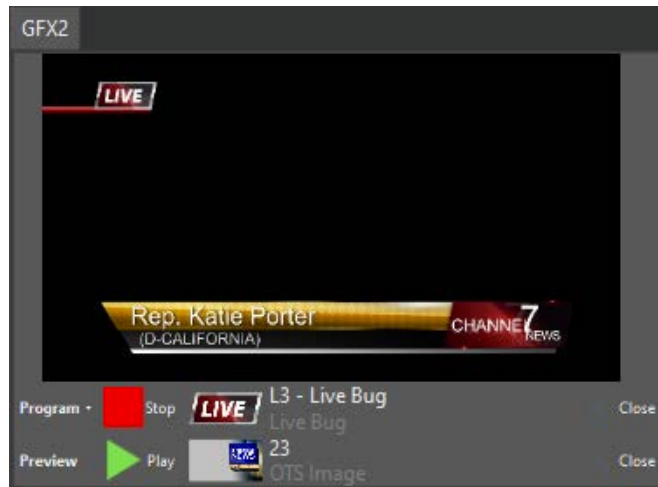 GFX2
LIVE
Rep. Katie Porter
(D-CALIFORNIA)
CHANNEL 7
NEWS
Program
Stop
LIVE
L3 - Live Bug
Live Bug
Close
Preview
Play
NEWS
23
OTS Image
Close